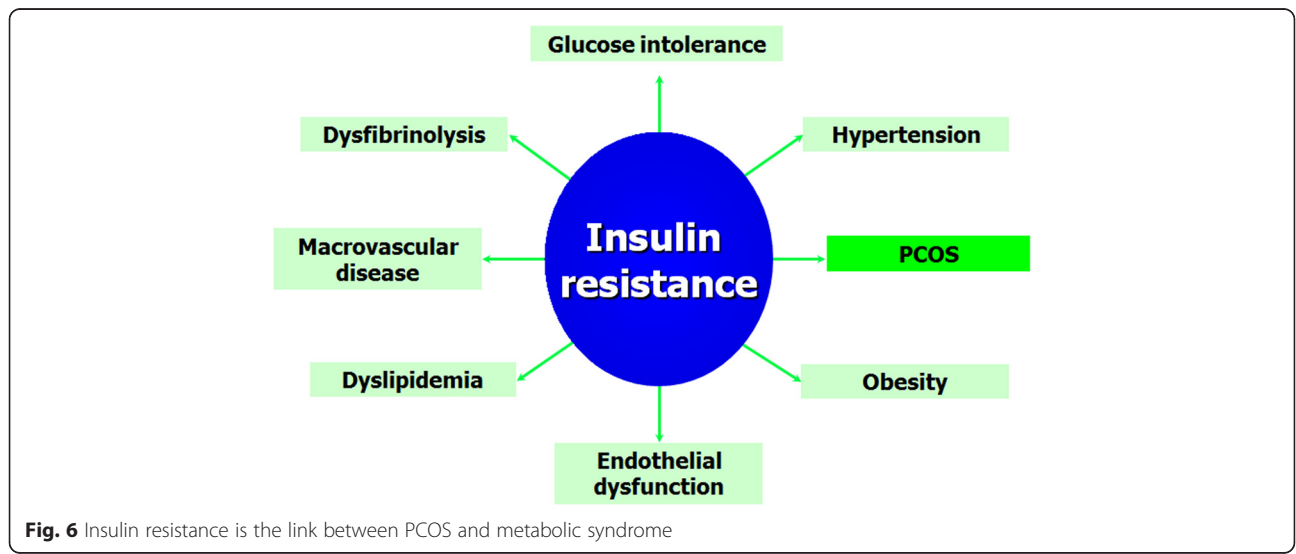 Glucose intolerance
Dysfibrinolysis
Hypertension
Macrovascular
disease
Insulin
resistance
PCOS
Dyslipidemia
Obesity
Endothelial
dysfunction
Fig. 6 Insulin resistance is the link between PCOS and metabolic syndrome